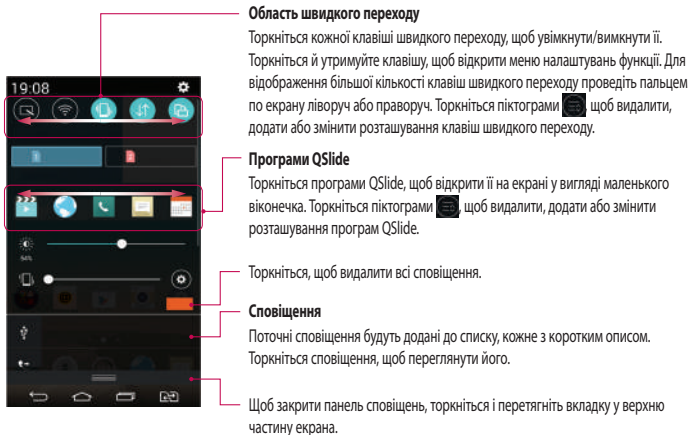 Область швидкого переходу
Торкніться кожної клавіші швидкого переходу, щоб увімкнути/вимкнути її.
Торкніться й утримуйте клавішу, щоб відкрити меню налаштувань функції. Для
відображення більшої кількості клавіш швидкого переходу проведіть пальцем
по екрану ліворуч або праворуч. Торкніться піктограми , щоб видалити,
додати або змінити розташування клавіш швидкого переходу.
19:08
1
2
Програми QSlide
Торкніться програми QSlide, щоб відкрити її на екрані у вигляді маленького
віконечка. Торкніться піктограми , щоб видалити, додати або змінити
розташування програм QSlide.
54%
Торкніться, щоб видалити всі сповіщення.
Сповіщення
Поточні сповіщення будуть додані до списку, кожне з коротким описом.
Торкніться сповіщення, щоб переглянути його.
Щоб закрити панель сповіщень, торкніться і перетягніть вкладку у верхню
частину екрана.